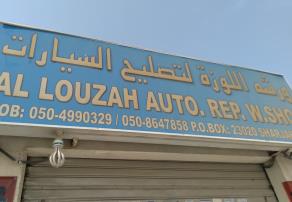 ورشة اللوزة لتصليح السيارات
AL LOUZAH AUTO. REP. W.SHO
OB: 050-4990329 / 050-8647858 P.O.BOX: 23020 SHARJA